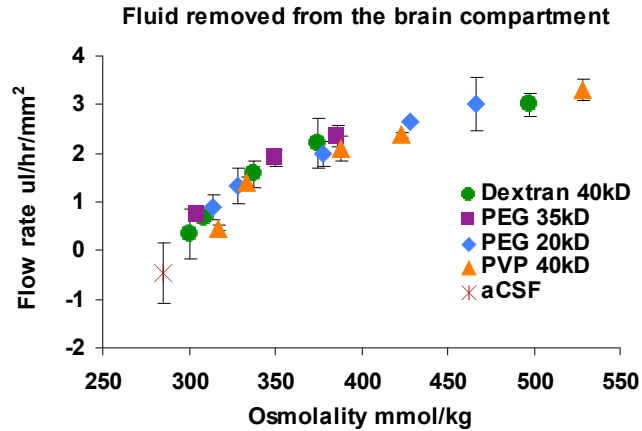 Fluid removed from the brain compartment
Flow rate ul/hr/mm²
4
3
2
1
0
-1
-2
Dextran 40kD
PEG 35kD
PEG 20kD
PVP 40kD
aCSF
250 300 350 400 450 500 550
Osmolality mmol/kg